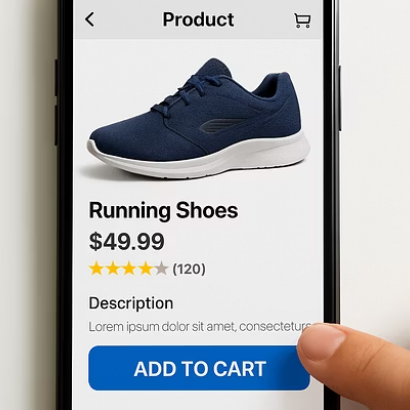 Product
Running Shoes
$49.99
(120)
Description
Lorem ipsum dolor sit amet, consectetur
ADD TO CART